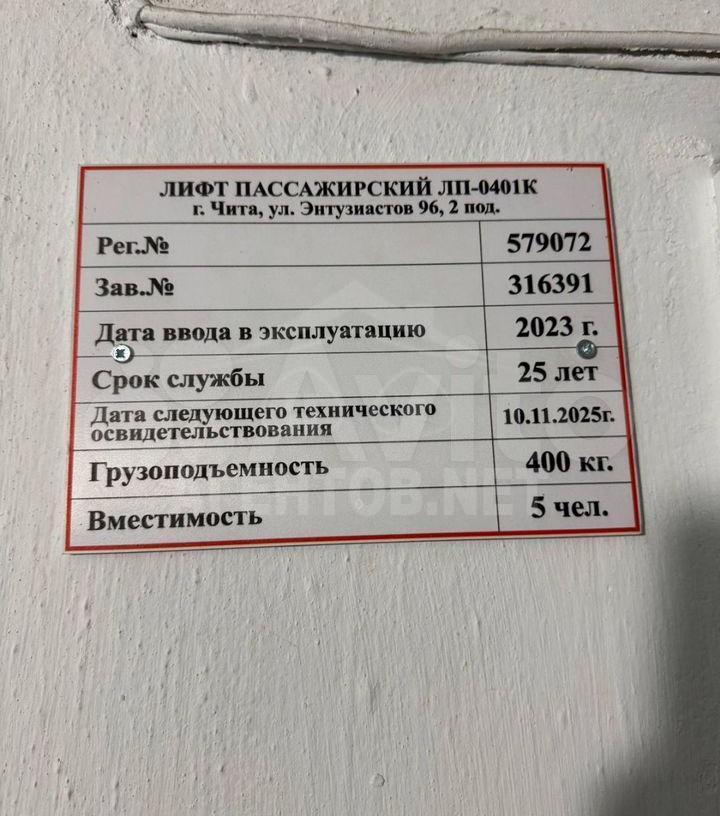 ЛИФТ ПАССАЖИРСКИЙ ЛП-0401К
г. Чита, ул. Энтузиастов 96, 2 под.
Рег.№ 579072
Зав.№ 316391
Дата ввода в эксплуатацию 2023 г.
Срок службы 25 лет
Дата следующего технического
освидетельствования 10.11.2025г.
Грузоподъемность 400 кг.
Вместимость 5 чел.
Avito